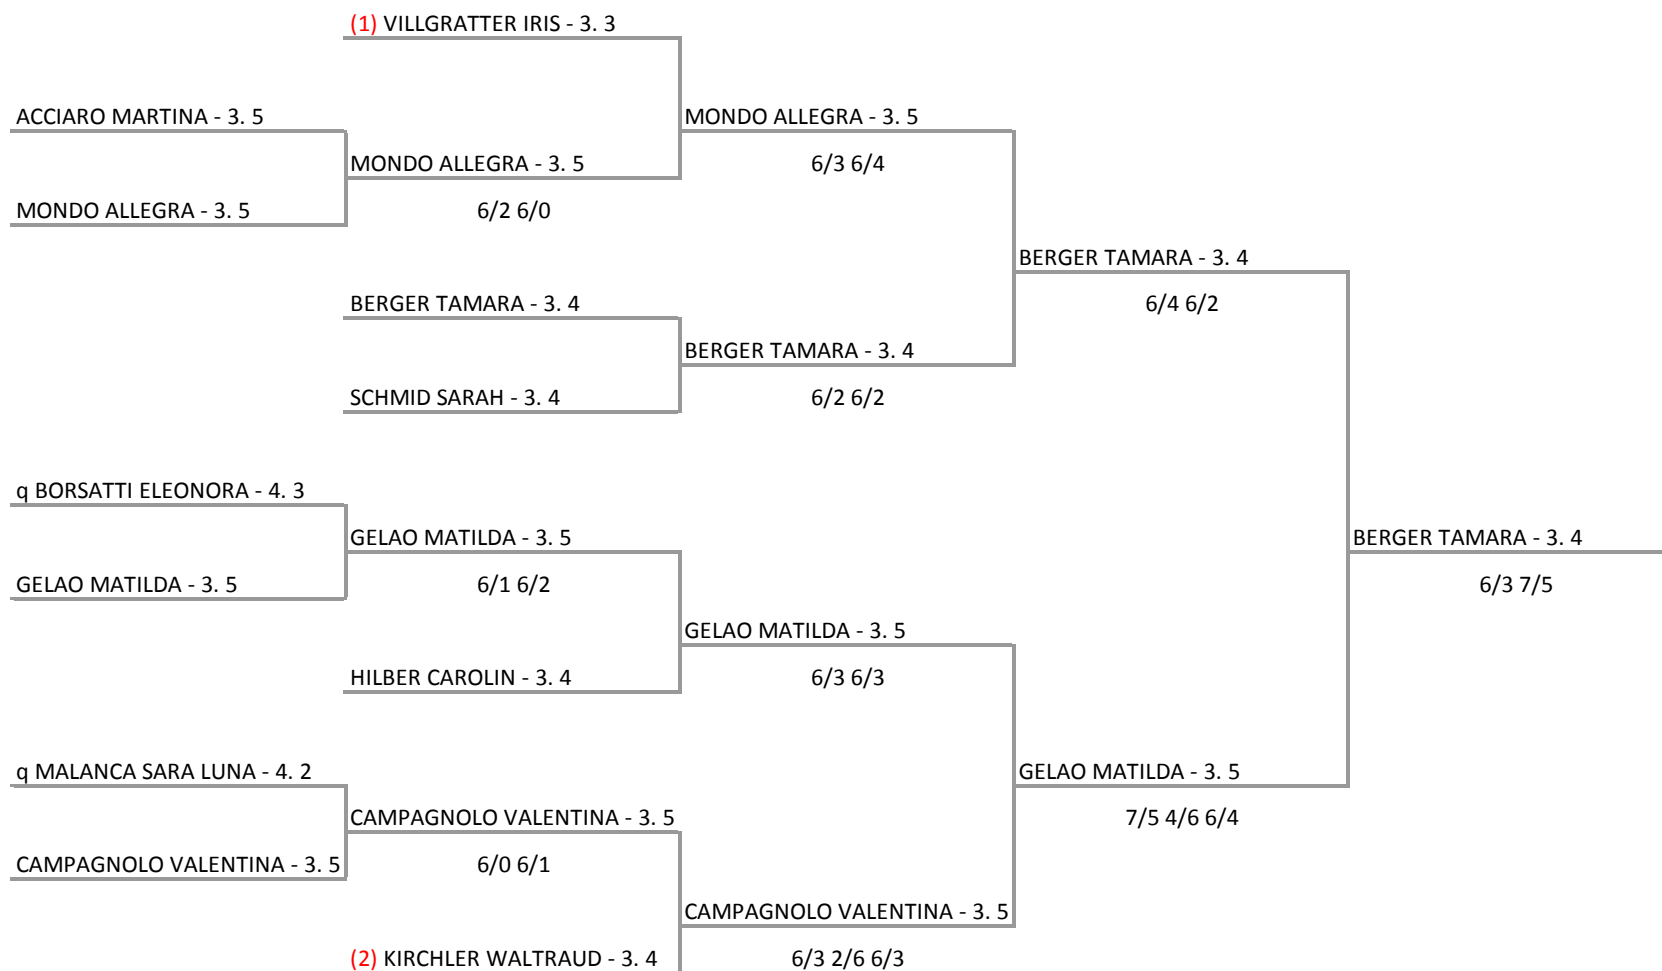 (1) VILLGRATTER IRIS - 3. 3
ACCIARO MARTINA - 3. 5
MONDO ALLEGRA - 3. 5
MONDO ALLEGRA - 3. 5
6/3 6/4
MONDO ALLEGRA - 3. 5
6/2 6/0
BERGER TAMARA - 3. 4
BERGER TAMARA - 3. 4
6/4 6/2
BERGER TAMARA - 3. 4
SCHMID SARAH - 3. 4
6/2 6/2
q BORSATTI ELEONORA - 4. 3
GELAO MATILDA - 3. 5
BERGER TAMARA - 3. 4
GELAO MATILDA - 3. 5
6/1 6/2
6/3 7/5
GELAO MATILDA - 3. 5
HILBER CAROLIN - 3. 4
6/3 6/3
q MALANCA SARA LUNA - 4. 2
GELAO MATILDA - 3. 5
CAMPAGNOLO VALENTINA - 3. 5
7/5 4/6 6/4
CAMPAGNOLO VALENTINA - 3. 5
6/0 6/1
CAMPAGNOLO VALENTINA - 3. 5
(2) KIRCHLER WALTRAUD - 3. 4
6/3 2/6 6/3